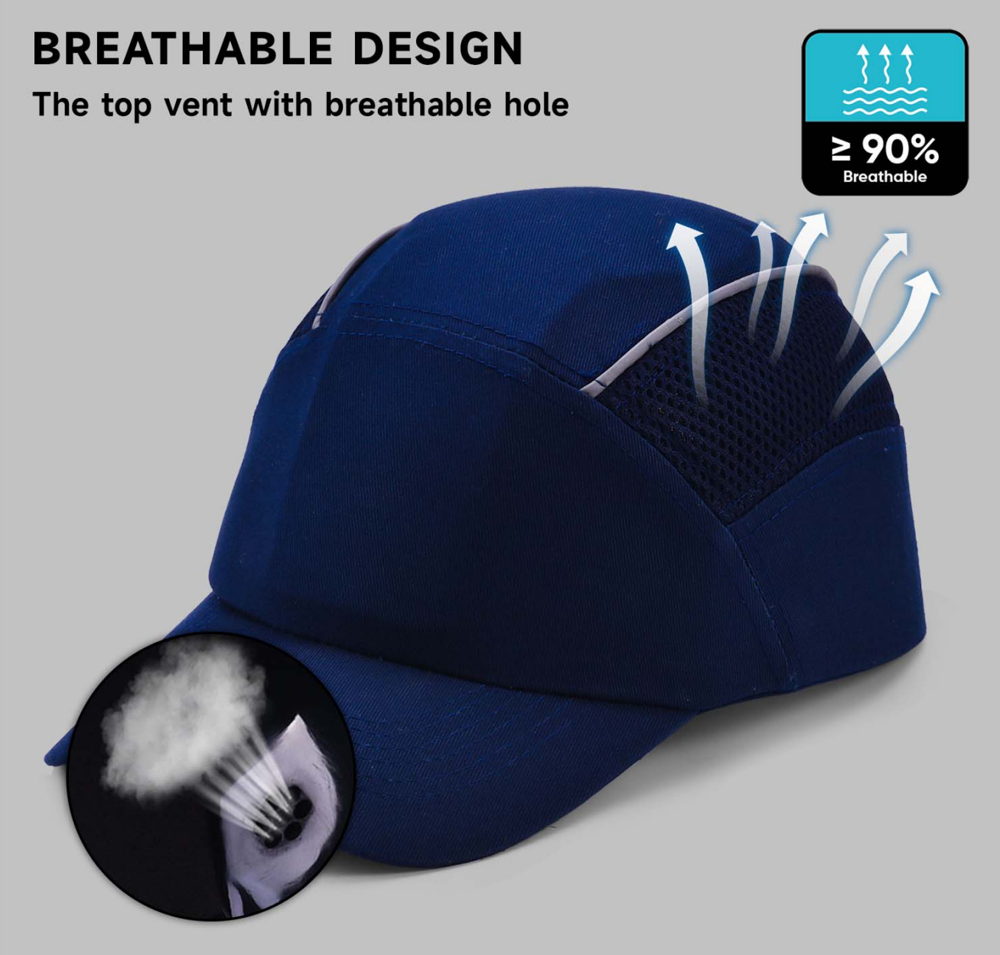 BREATHABLE DESIGN
The top vent with breathable hole
≥ 90%
Breathable